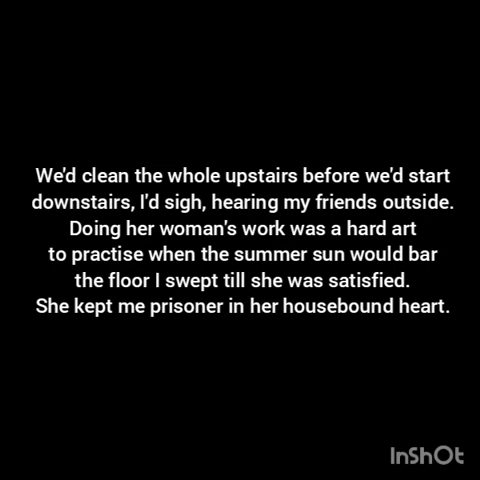 We'd clean the whole upstairs before we'd start
downstairs, I'd sigh, hearing my friends outside.
Doing her woman's work was a hard art
to practise when the summer sun would bar
the floor I swept till she was satisfied.
She kept me prisoner in her housebound heart.
InShOt